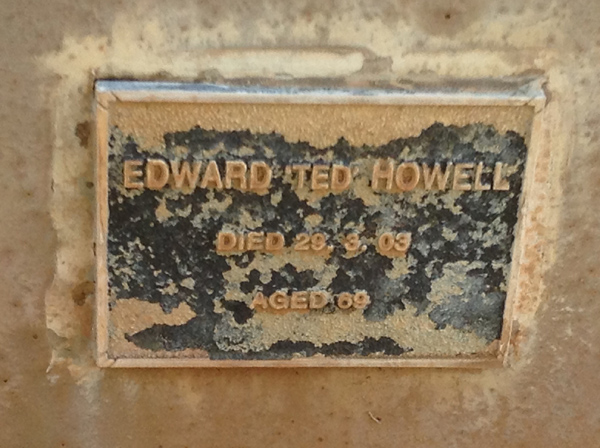 EDWARD TED HOWELL
DIED 29. 3. 03
AGED 69